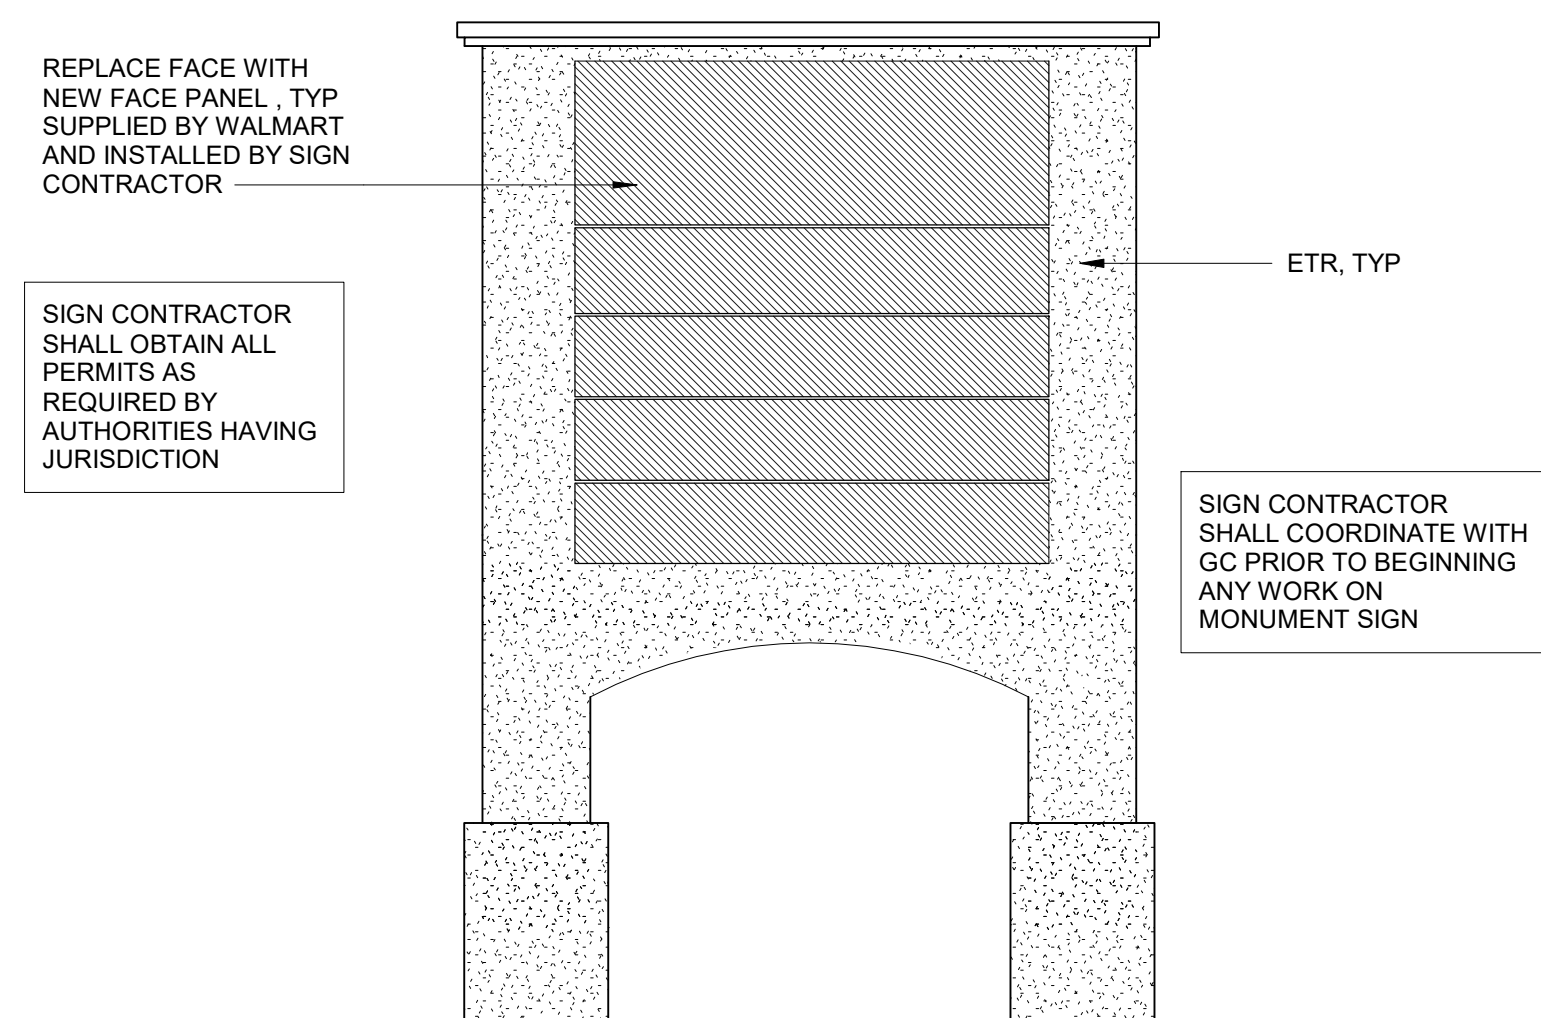 REPLACE FACE WITH
NEW FACE PANEL , TYP
SUPPLIED BY WALMART
AND INSTALLED BY SIGN
CONTRACTOR
ETR, TYP
SIGN CONTRACTOR
SHALL OBTAIN ALL
PERMITS AS
REQUIRED BY
AUTHORITIES HAVING
JURISDICTION
SIGN CONTRACTOR
SHALL COORDINATE WITH
GC PRIOR TO BEGINNING
ANY WORK ON
MONUMENT SIGN